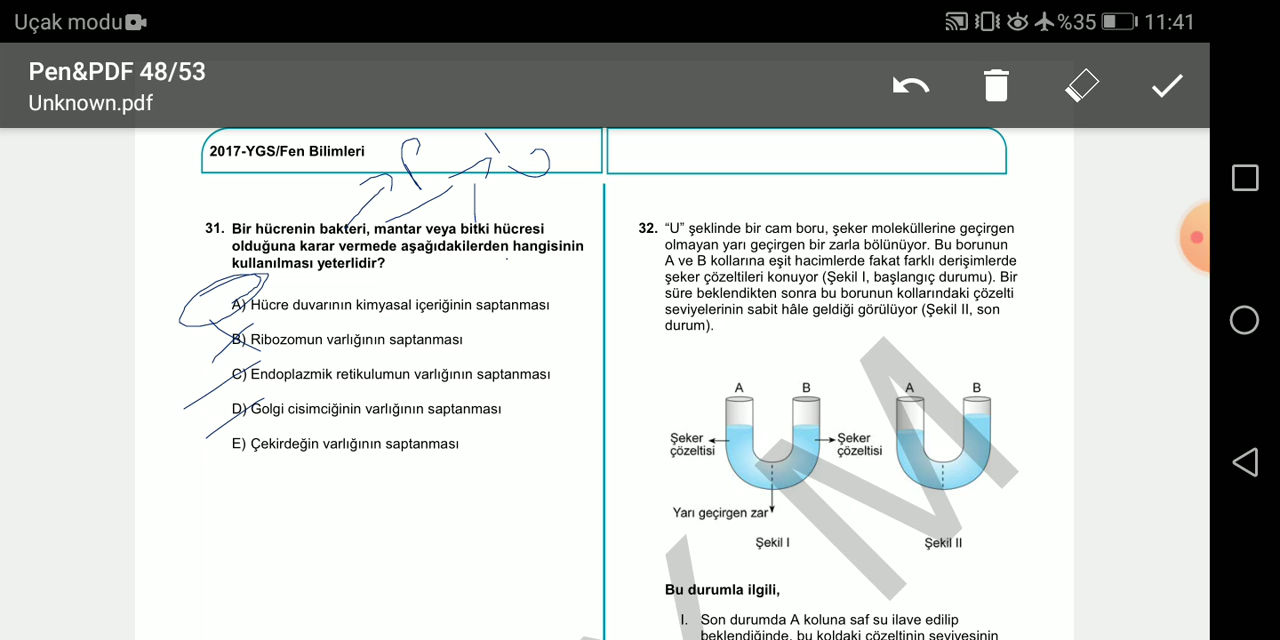 Uçak modu
%35 11:41
Pen&PDF 48/53
Unknown.pdf
2017-YGS/Fen Bilimleri
31. Bir hücrenin bakteri, mantar veya bitki hücresi
olduğuna karar vermede aşağıdakilerden hangisinin
kullanılması yeterlidir?
A) Hücre duvarının kimyasal içeriğinin saptanması
B) Ribozomun varlığının saptanması
C) Endoplazmik retikulumun varlığının saptanması
D) Golgi cisimciğinin varlığının saptanması
E) Çekirdeğin varlığının saptanması
32. “U” şeklinde bir cam boru, şeker moleküllerine geçirgen
olmayan yarı geçirgen bir zarla bölünüyor. Bu borunun
A ve B kollarına eşit hacimlerde fakat farklı derişimlerde
şeker çözeltileri konuyor (Şekil I, başlangıç durumu). Bir
süre beklendikten sonra bu borunun kollarındaki çözelti
seviyelerinin sabit hâle geldiği görülüyor (Şekil II, son
durum).
A B A B
Şeker
çözeltisi
Şeker
çözeltisi
Yarı geçirgen zar
Şekil I
Şekil II
Bu durumla ilgili,
I. Son durumda A koluna saf su ilave edilip
beklendiğinde, bu koldaki çözeltinin seviyesinin